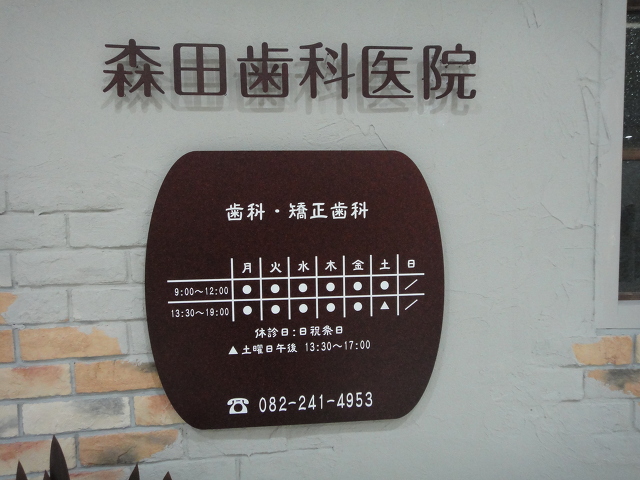 森田歯科医院
歯科・矯正歯科
月 火 水 木 金 土 日
9:00〜12:00 ● ● ● ● ● ● ／
13:30〜19:00 ● ● ● ● ● ▲ ／
休診日:日祝祭日
▲土曜日午後 13:30〜17:00
☎ 082-241-4953